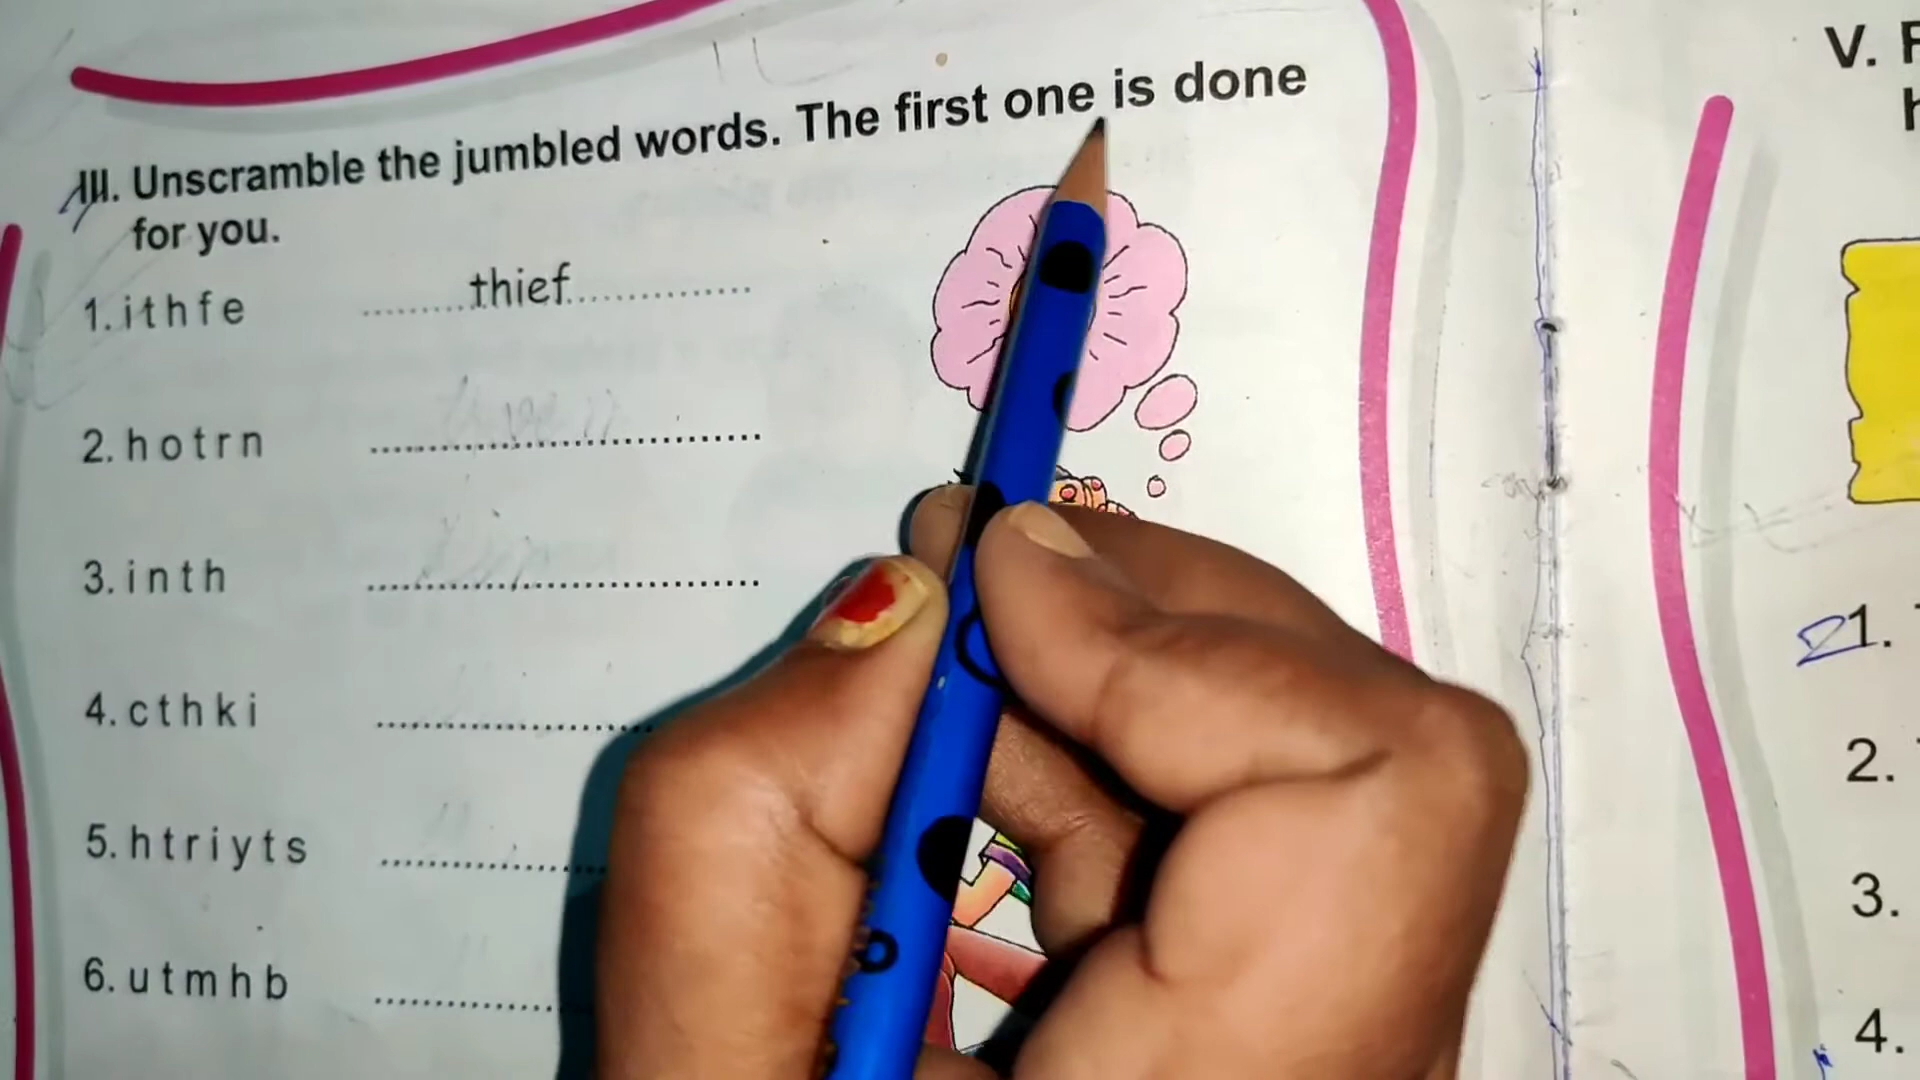 III. Unscramble the jumbled words. The first one is done
for you.
1. i t h f e thief
2. h o t r n
3. i n t h
4. c t h k i
5. h t r i y t s
6. u t m h b
V.
1.
2.
3.
4.